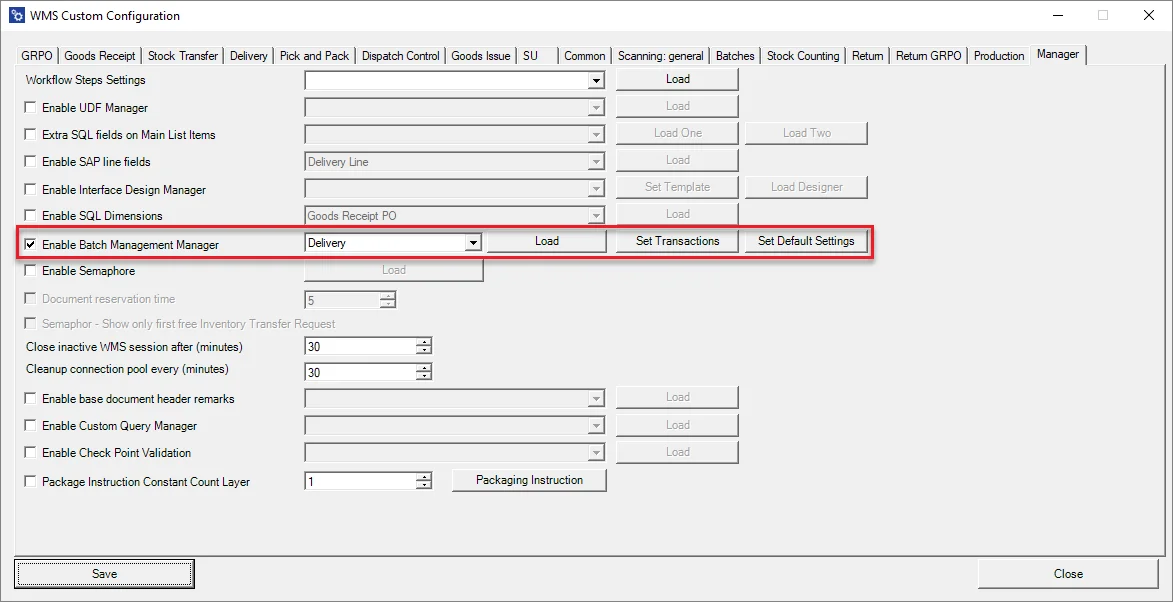 WMS Custom Configuration
GRPO Goods Receipt Stock Transfer Delivery Pick and Pack Dispatch Control Goods Issue SU Common Scanning: general Batches Stock Counting Return Return GRPO Production Manager
Workflow Steps Settings Load
Enable UDF Manager Load
Extra SQL fields on Main List Items Load One Load Two
Enable SAP line fields Delivery Line Load
Enable Interface Design Manager Set Template Load Designer
Enable SQL Dimensions Goods Receipt PO Load
Enable Batch Management Manager Delivery Load Set Transactions Set Default Settings
Enable Semaphore Load
Document reservation time 5
Semaphor - Show only first free Inventory Transfer Request
Close inactive WMS session after (minutes) 30
Cleanup connection pool every (minutes) 30
Enable base document header remarks Load
Enable Custom Query Manager Load
Enable Check Point Validation Load
Package Instruction Constant Count Layer 1 Packaging Instruction
Save Close